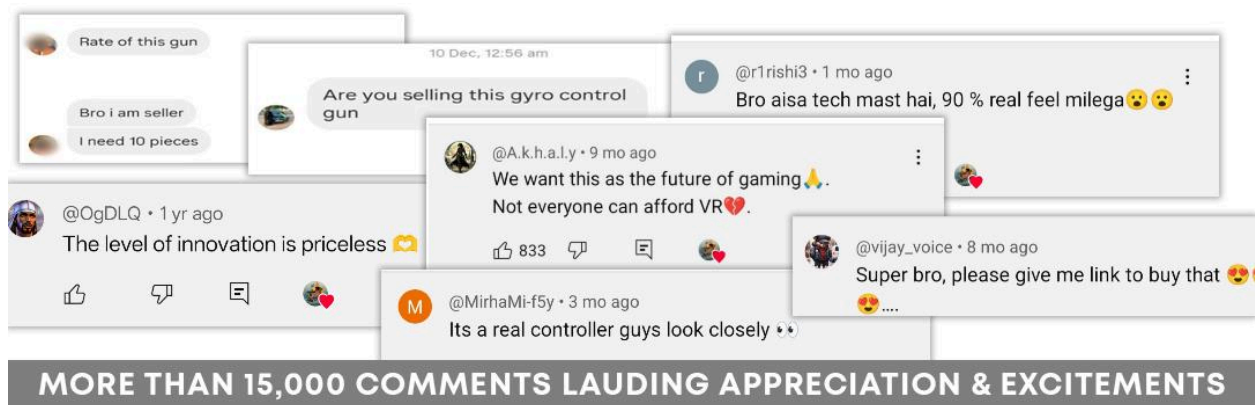 Rate of this gun
Bro i am seller
I need 10 pieces
10 Dec, 12:56 am
Are you selling this gyro control
gun
r
@r1rishi3 • 1 mo ago
Bro aisa tech mast hai, 90 % real feel milega😮😮
@A.k.h.a.l.y • 9 mo ago
We want this as the future of gaming🙏.
Not everyone can afford VR💔.
833
@OgDLQ • 1 yr ago
The level of innovation is priceless 🫶
@vijay_voice • 8 mo ago
Super bro, please give me link to buy that 😍😍
😍....
M
@MirhaMi-f5y • 3 mo ago
Its a real controller guys look closely 👀
MORE THAN 15,000 COMMENTS LAUDING APPRECIATION & EXCITEMENTS